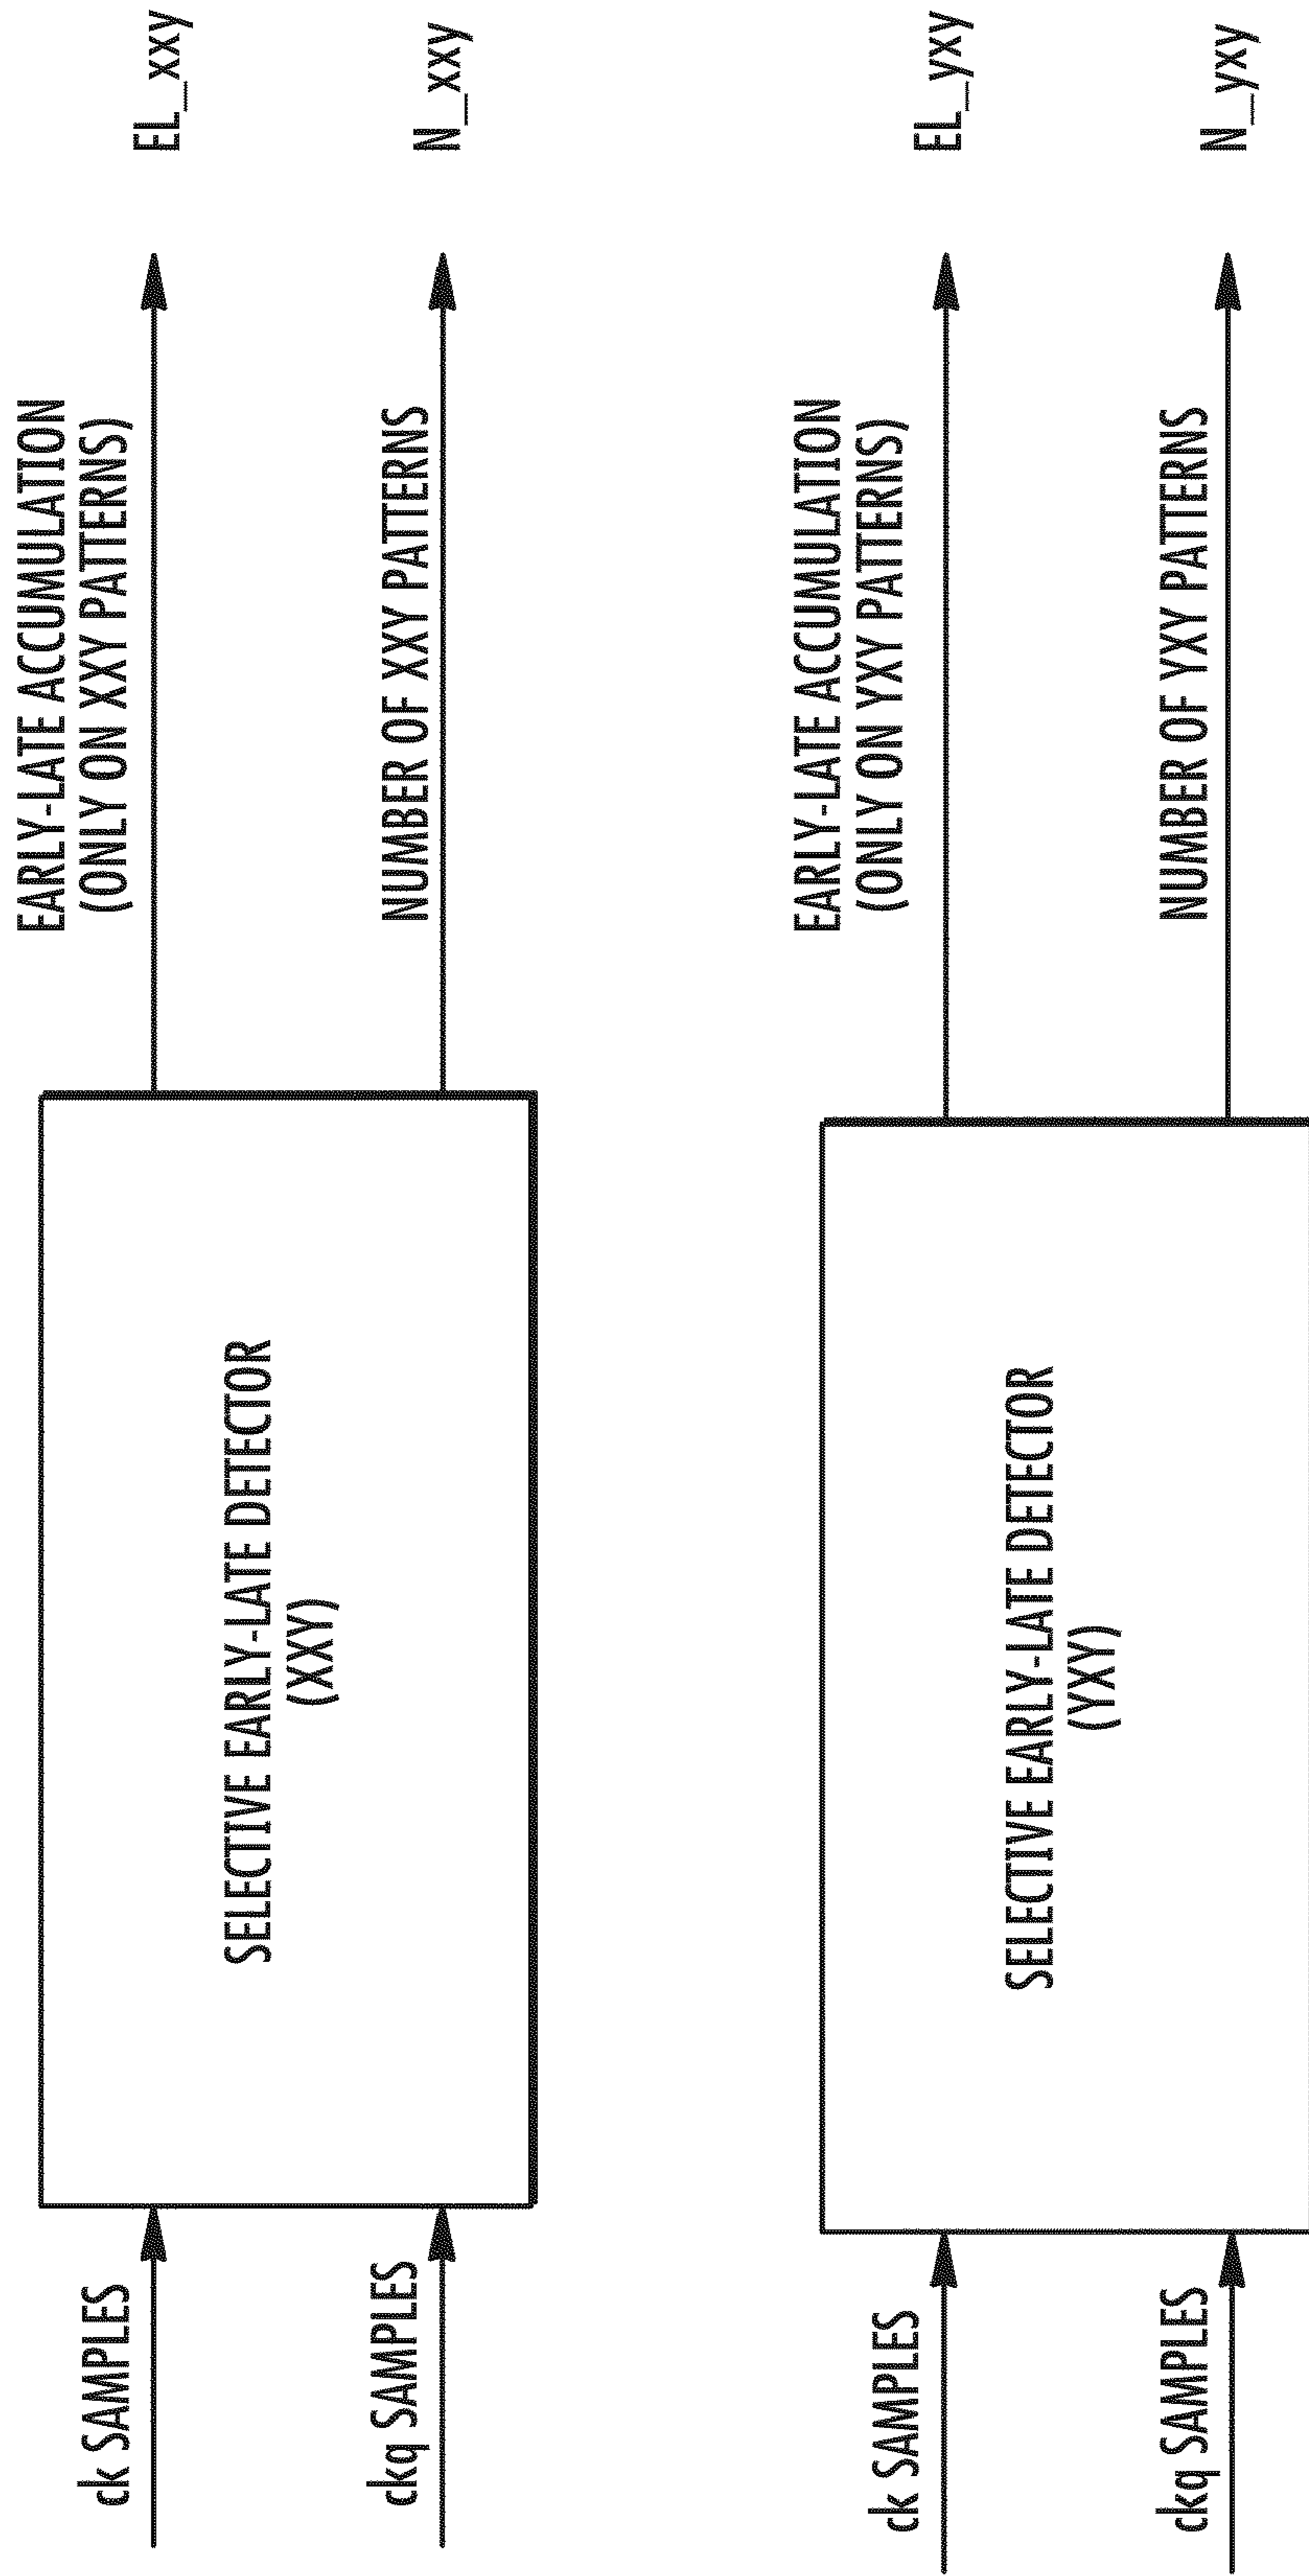 ck SAMPLES
ckq SAMPLES
SELECTIVE EARLY-LATE DETECTOR
(XXY)
EARLY-LATE ACCUMULATION
(ONLY ON XXY PATTERNS)
EL_xxy
NUMBER OF XXY PATTERNS
N_xxy
ck SAMPLES
ckq SAMPLES
SELECTIVE EARLY-LATE DETECTOR
(YXY)
EARLY-LATE ACCUMULATION
(ONLY ON YXY PATTERNS)
EL_yxy
NUMBER OF YXY PATTERNS
N_yxy